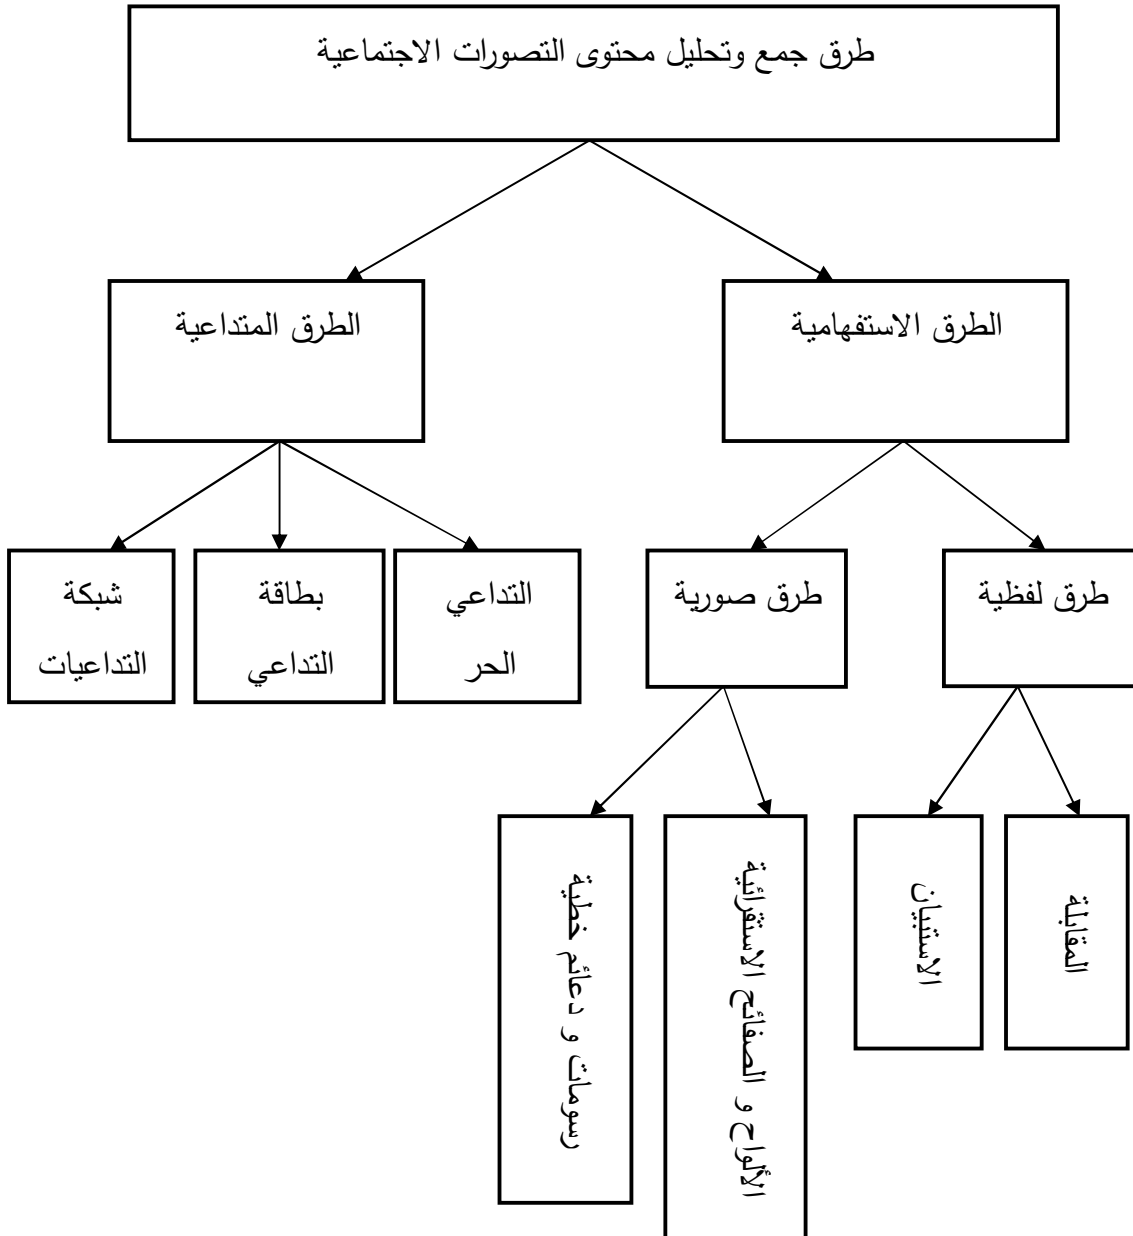 طرق جمع وتحليل محتوى التصورات الاجتماعية
الطرق الاستفهامية
الطرق المتداعية
طرق لفظية
طرق صورية
التداعي
الحر
بطاقة
التداعي
شبكة
التداعيات
المقابلة
الاستبيان
الألواح و الصفائح الاستقرائية
رسومات و دعائم خطية